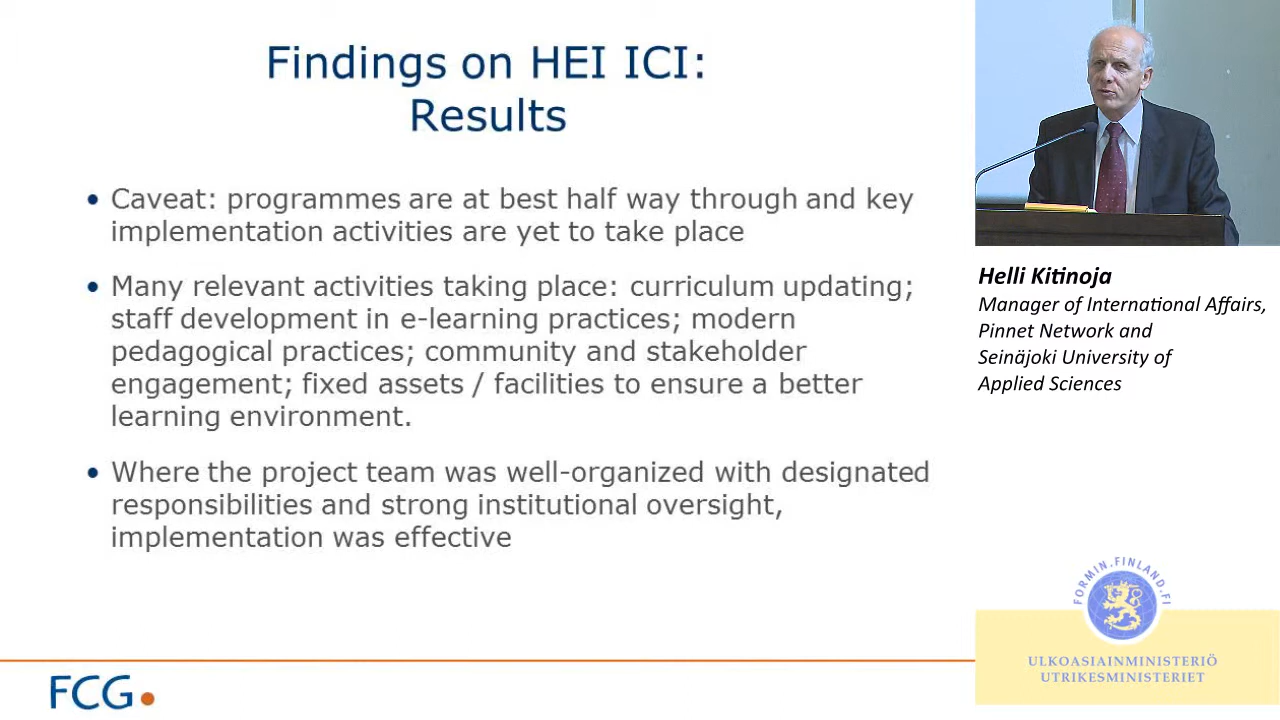 Findings on HEI ICI:
Results
• Caveat: programmes are at best half way through and key
implementation activities are yet to take place
• Many relevant activities taking place: curriculum updating;
staff development in e-learning practices; modern
pedagogical practices; community and stakeholder
engagement; fixed assets / facilities to ensure a better
learning environment.
• Where the project team was well-organized with designated
responsibilities and strong institutional oversight,
implementation was effective
FCG
Helli Kitinoja
Manager of International Affairs,
Pinnet Network and
Seinäjoki University of
Applied Sciences
FORMIN.FINLAND.FI
ULKOASIAINMINISTERIÖ
UTRIKESMINISTERIET